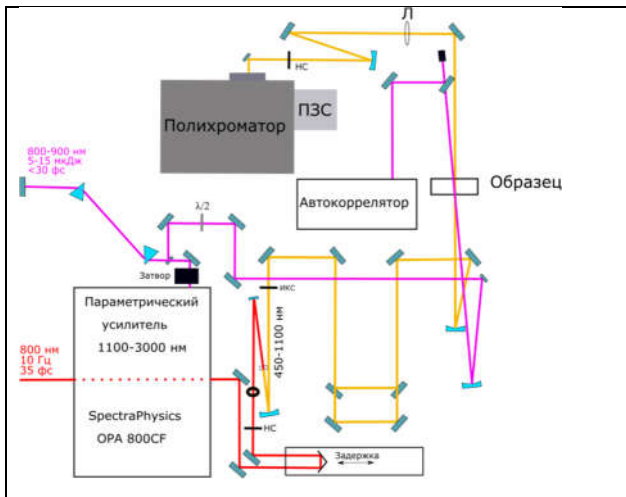 Л
НС
ПЗС
Полихроматор
800-900 нм
5-15 мкДж
<30 фс
Образец
λ/2
Автокоррелятор
Затвор
икс
Параметрический
усилитель
1100-3000 нм
450-1100 нм
800 нм
10 Гц
35 фс
SpectraPhysics
OPA 800CF
НС
Задержка